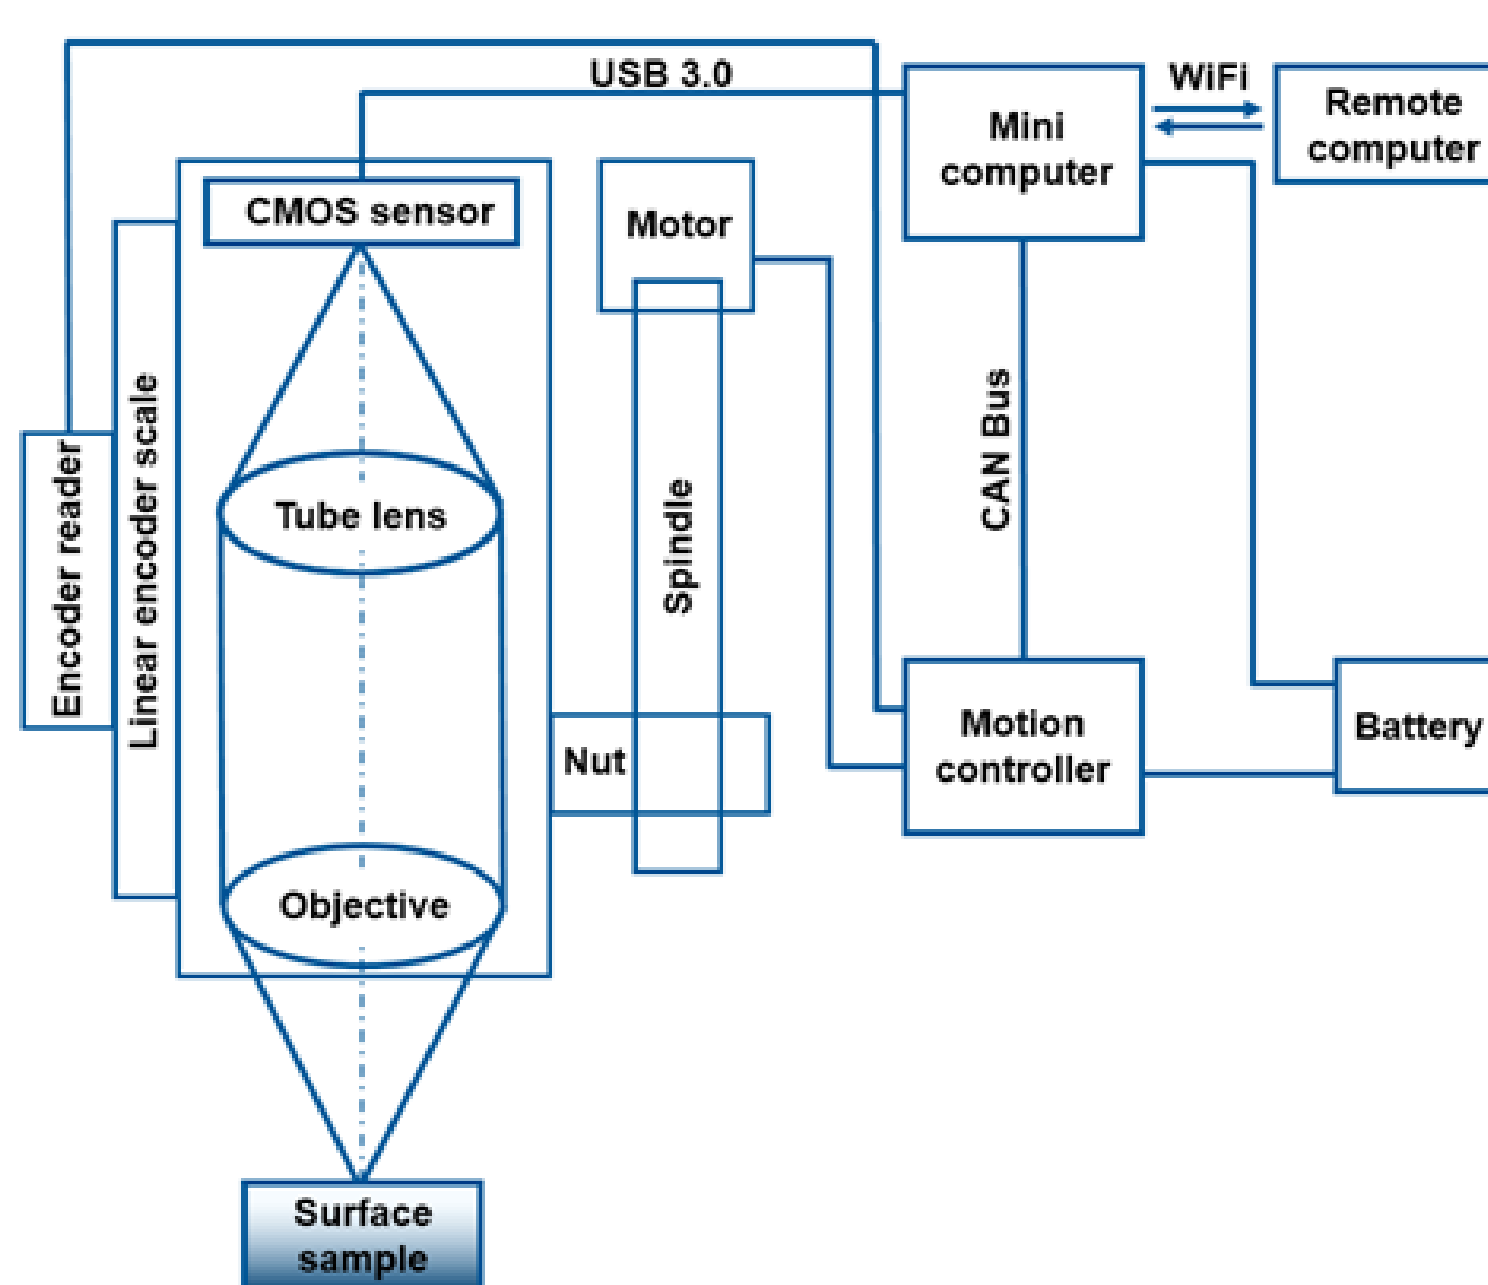 USB 3.0
WiFi
Remote
computer
Mini
computer
CMOS sensor
Motor
Encoder reader
Linear encoder scale
Tube lens
Spindle
CAN Bus
Nut
Motion
controller
Battery
Objective
Surface
sample